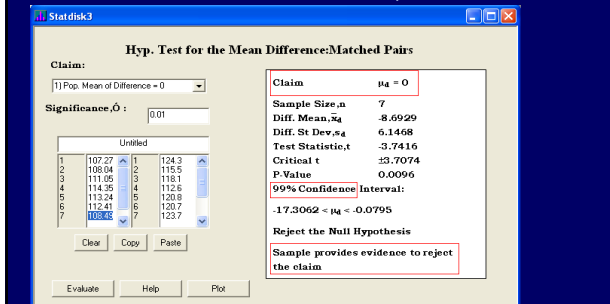 Statdisk3
Hyp. Test for the Mean Difference:Matched Pairs
Claim:
1) Pop. Mean of Difference = 0
Significance,Ó :
0.01
Untitled
1 107.27 1 124.3
2 108.04 2 115.5
3 111.05 3 118.1
4 114.35 4 112.6
5 113.24 5 120.8
6 112.41 6 120.7
7 108.49 7 123.7
Clear Copy Paste
Evaluate Help Plot
Claim μd = 0
Sample Size,n 7
Diff. Mean,x̄d -8.6929
Diff. St Dev,sd 6.1468
Test Statistic,t -3.7416
Critical t ±3.7074
P-Value 0.0096
99% Confidence Interval:
-17.3062 < μd < -0.0795
Reject the Null Hypothesis
Sample provides evidence to reject
the claim